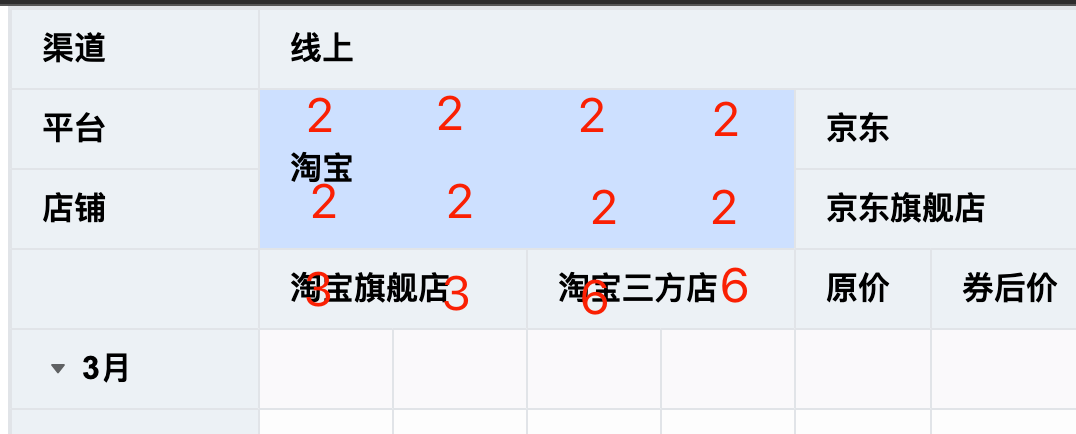 渠道 线上
平台 2 2 2 2 京东
淘宝
店铺 2 2 2 2 京东旗舰店
淘宝旗舰店 3 3 淘宝三方店 6 6 原价 券后价
3月